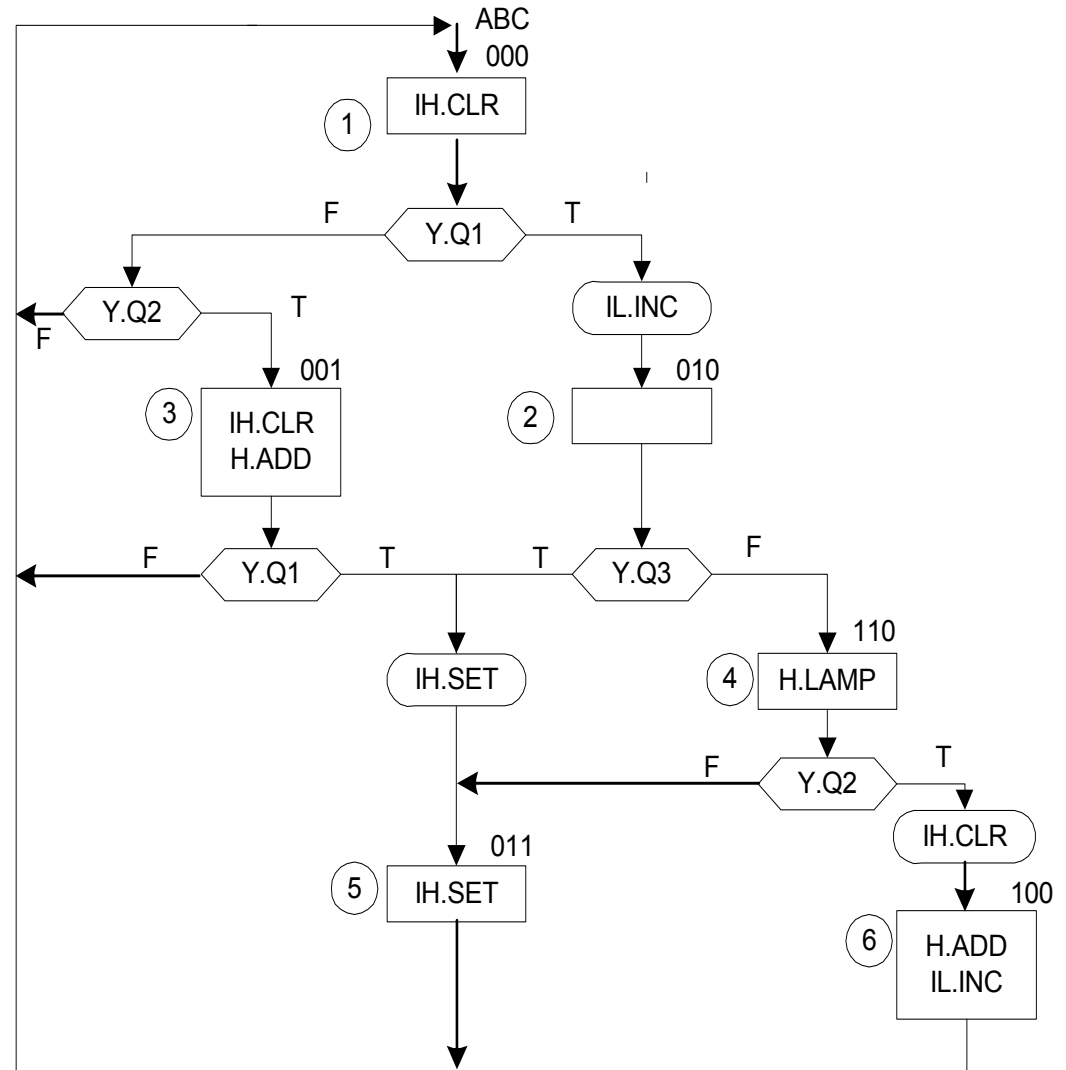 ABC
000
IH.CLR
1
F
T
Y.Q1
IL.INC
Y.Q2
T
F
001
010
3
IH.CLR
H.ADD
2
F
Y.Q1
T
T
Y.Q3
F
110
IH.SET
4
H.LAMP
F
Y.Q2
T
IH.CLR
011
5
IH.SET
100
6
H.ADD
IL.INC